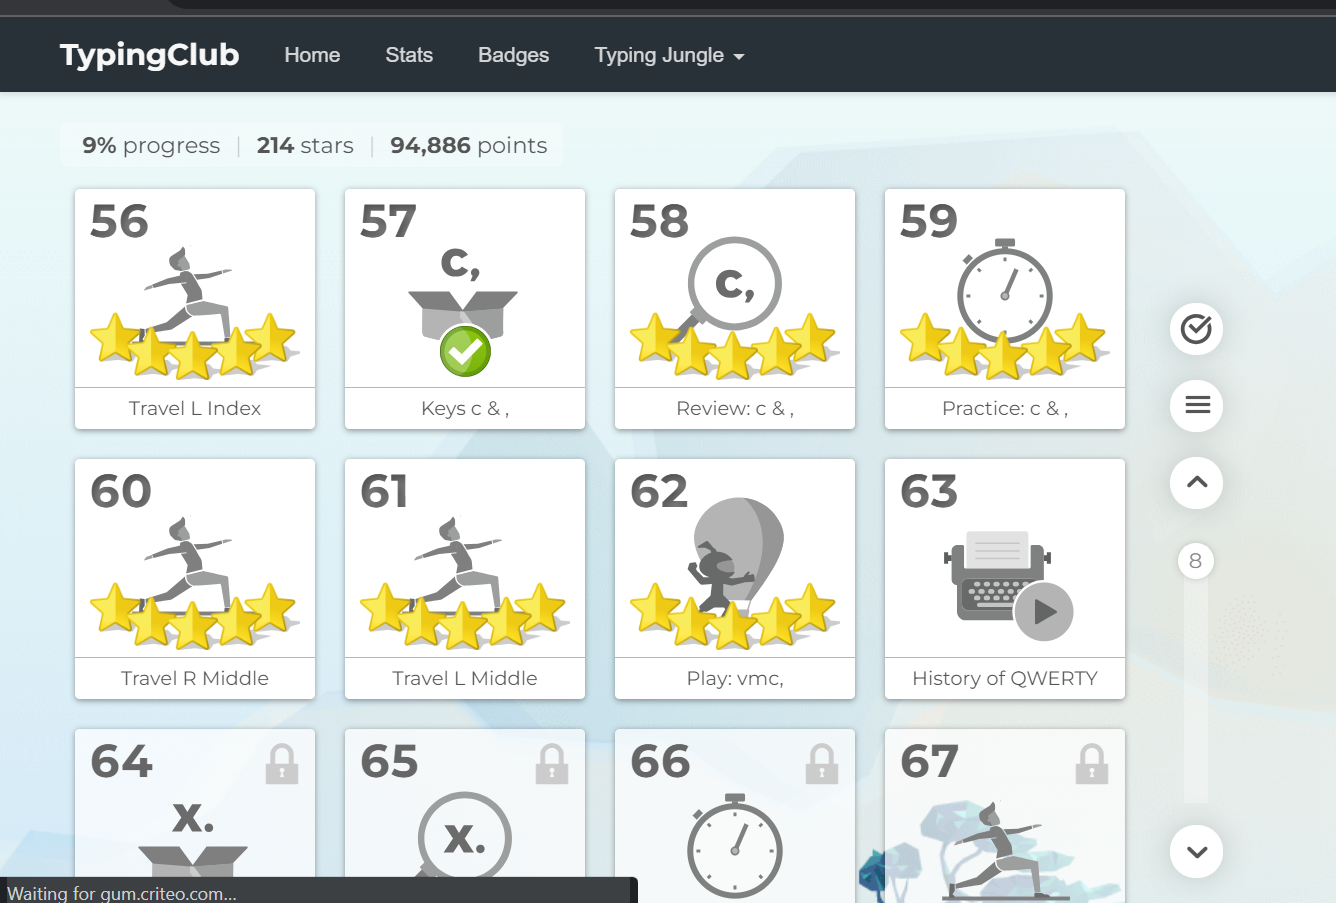 TypingClub Home Stats Badges Typing Jungle
9% progress | 214 stars | 94,886 points
56 57 58 59
c, c,
Travel L Index Keys c & , Review: c & , Practice: c & ,
60 61 62 63
8
Travel R Middle Travel L Middle Play: vmc, History of QWERTY
64 65 66 67
x. x.
Waiting for gum.criteo.com...